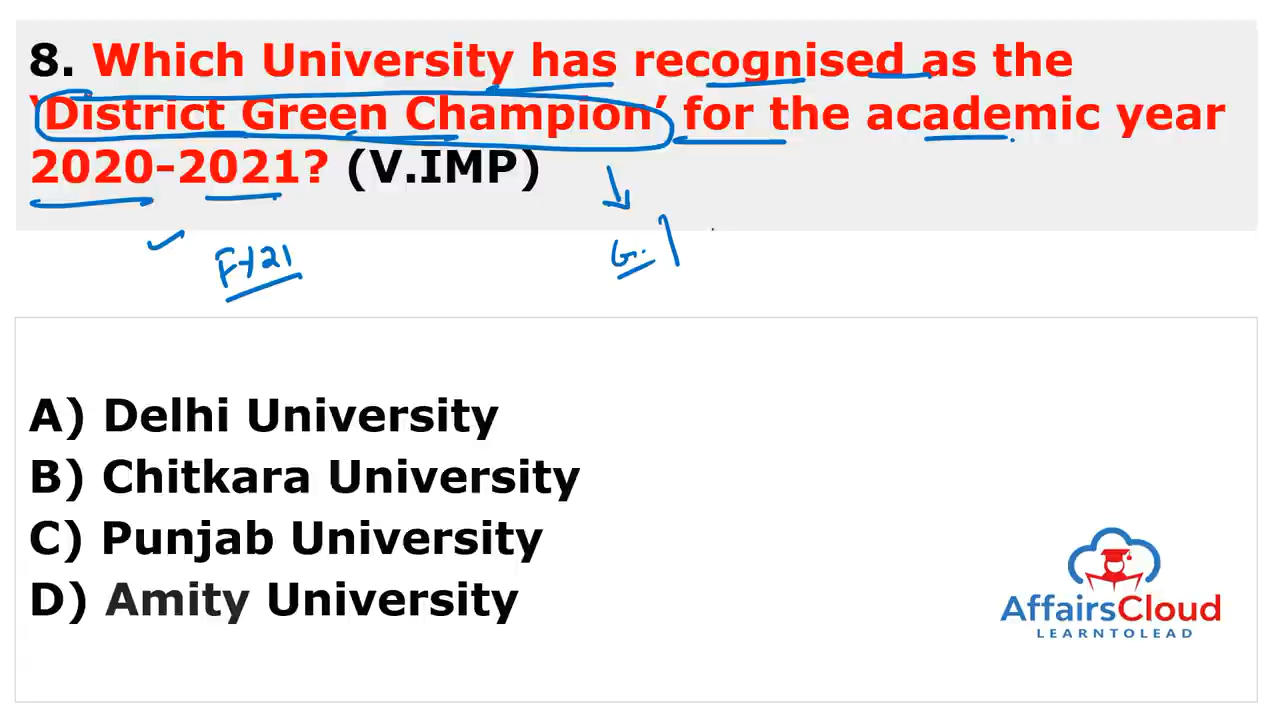 8. Which University has recognised as the
‘District Green Champion’ for the academic year
2020-2021? (V.IMP)
FY21
G.
A) Delhi University
B) Chitkara University
C) Punjab University
D) Amity University
AffairsCloud
LEARNTOLEAD